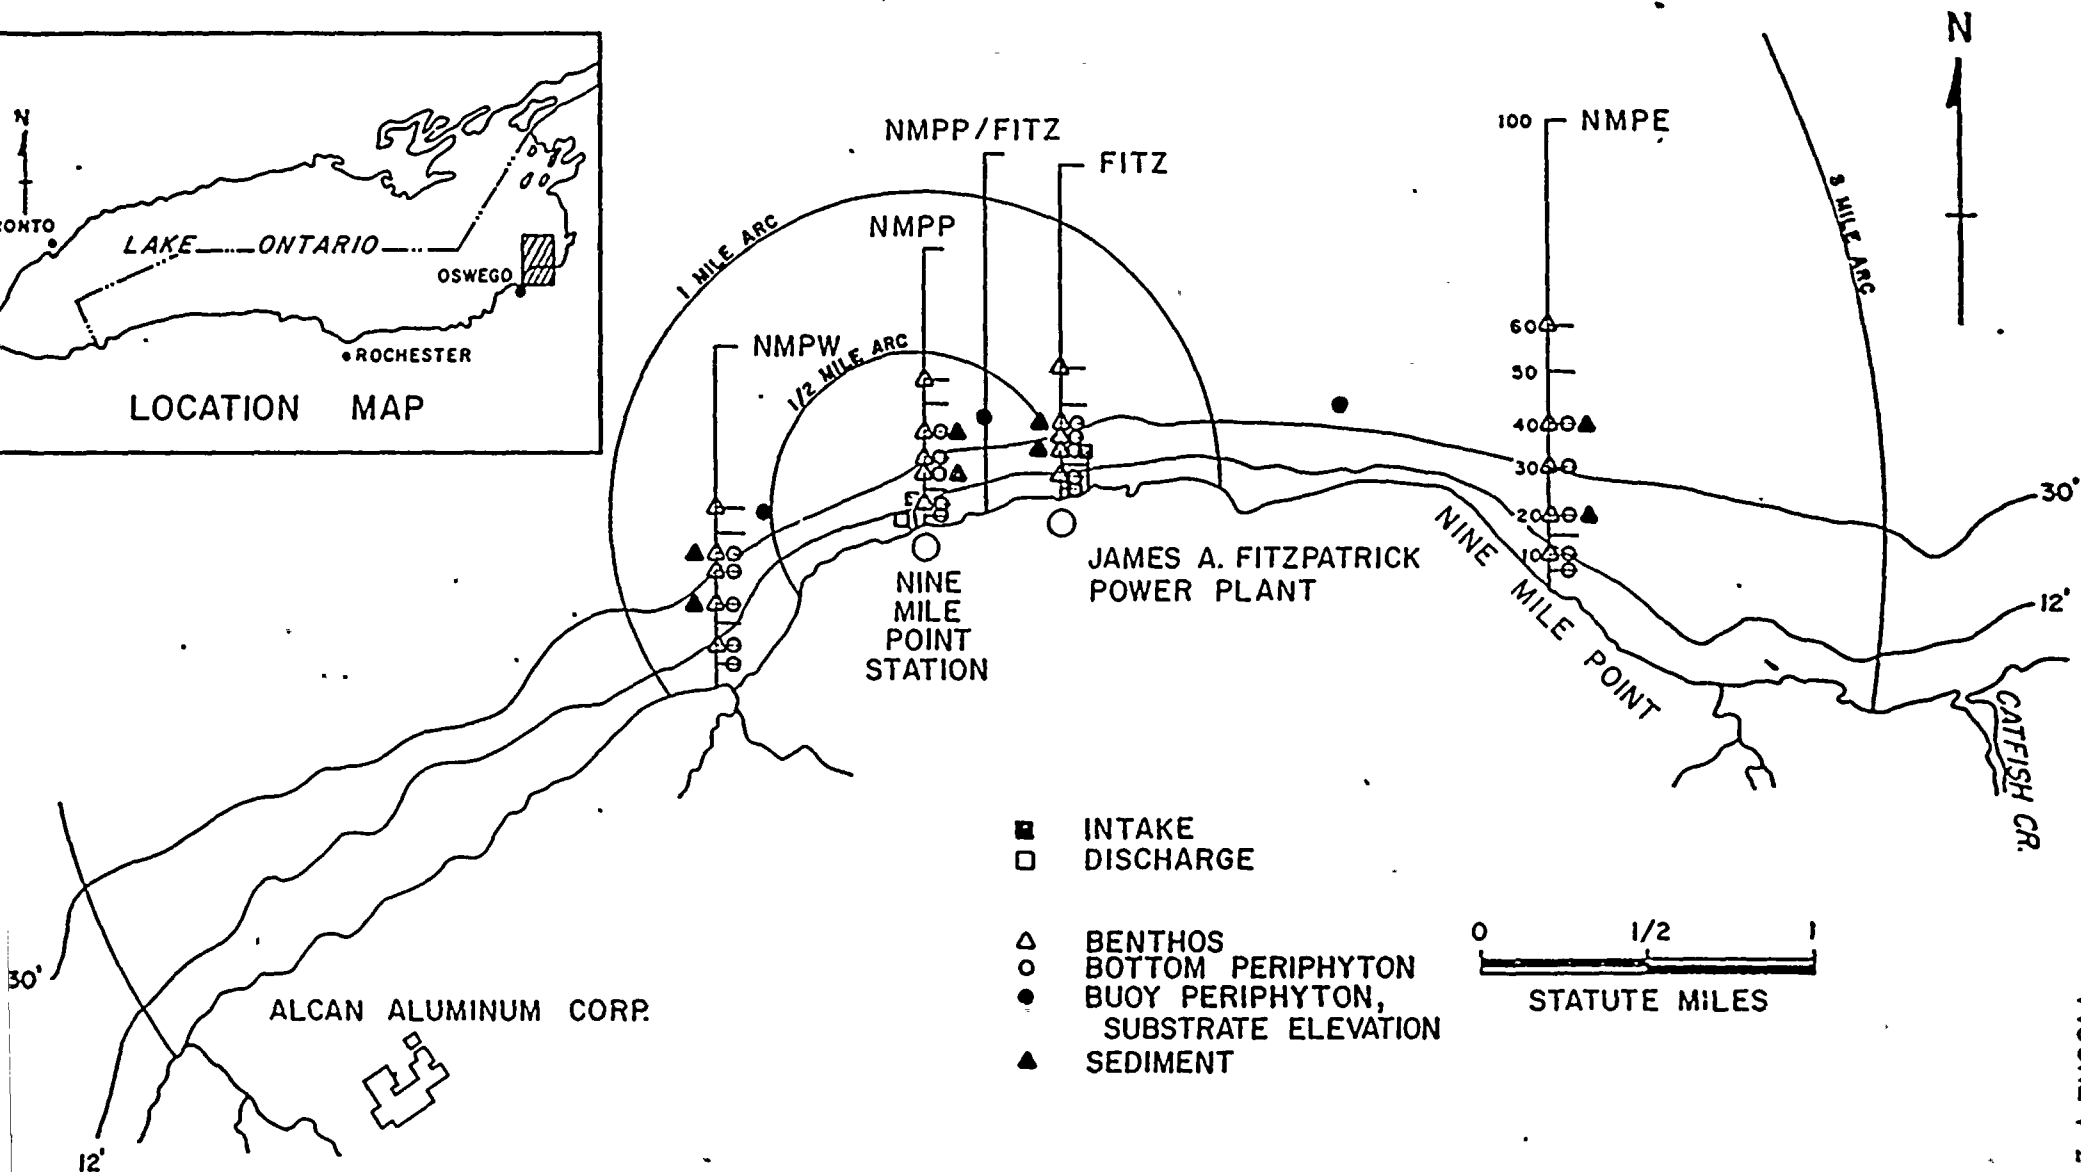 N
N
RONTO
LAKE ONTARIO
OSWEGO
ROCHESTER
LOCATION MAP
NMPP/FITZ
FITZ
100 NMPE
NMPP
1 MILE ARC
3 MILE ARC
NMPW
1/2 MILE ARC
60
50
40
30
20
10
30'
12'
NINE MILE POINT
JAMES A. FITZPATRICK
POWER PLANT
NINE
MILE
POINT
STATION
CATFISH CR.
INTAKE
DISCHARGE
BENTHOS
BOTTOM PERIPHYTON
BUOY PERIPHYTON,
SUBSTRATE ELEVATION
SEDIMENT
0 1/2 1
STATUTE MILES
30'
ALCAN ALUMINUM CORP.
12'